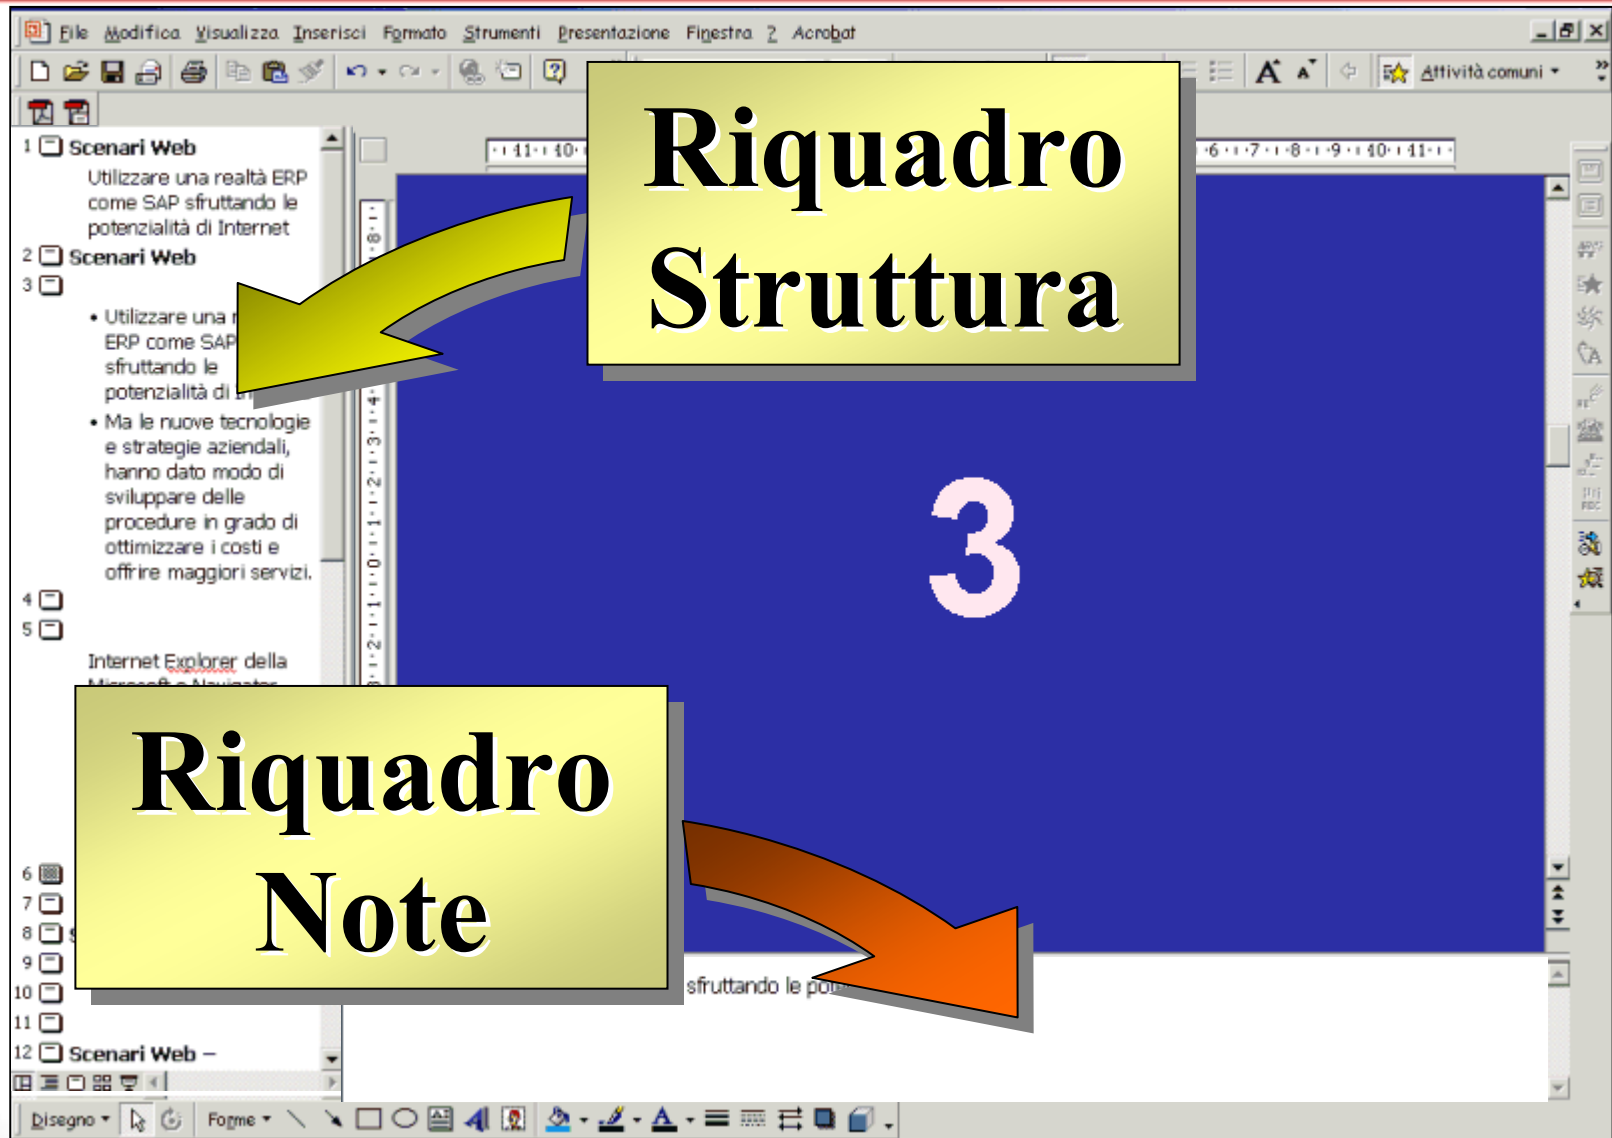 File Modifica Visualizza Inserisci Formato Strumenti Presentazione Finestra ? Acrobat
Attività comuni
Riquadro
Struttura
1 Scenari Web
Utilizzare una realtà ERP
come SAP sfruttando le
potenzialità di Internet
2 Scenari Web
3
• Utilizzare una
ERP come SAP
sfruttando le
potenzialità di
• Ma le nuove tecnologie
e strategie aziendali,
hanno dato modo di
sviluppare delle
procedure in grado di
ottimizzare i costi e
offrire maggiori servizi.
4
5
Internet Explorer della
Microsoft e Navigator
3
Riquadro
Note
6
7
8
9
10
11
12 Scenari Web –
sfruttando le
Disegno Forme